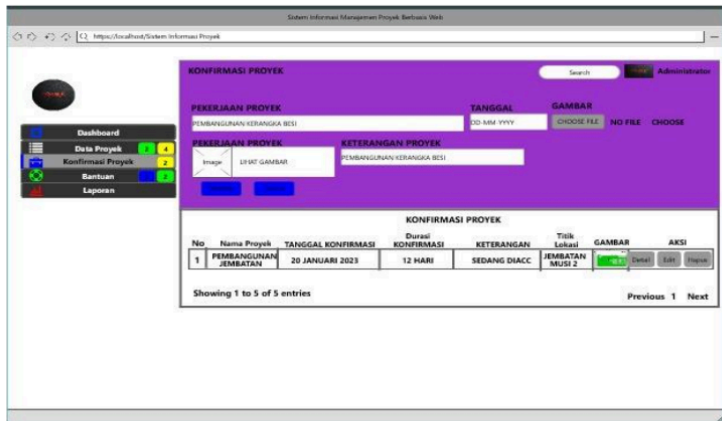 Sistem Informasi Manajemen Proyek Berbasis Web
https://localhost/Sistem Informasi Proyek
KONFIRMASI PROYEK
Search
Administrator
PEKERJAAN PROYEK TANGGAL GAMBAR
PEMBANGUNAN KERANGKA BESI DD-MM-YYYY CHOOSE FILE NO FILE CHOOSE
PEKERJAAN PROYEK KETERANGAN PROYEK
Image LIHAT GAMBAR PEMBANGUNAN KERANGKA BESI
Dashboard
Data Proyek 4
Konfirmasi Proyek 2
Bantuan 2
Laporan
KONFIRMASI PROYEK
No Nama Proyek TANGGAL KONFIRMASI Durasi KONFIRMASI KETERANGAN Titik Lokasi GAMBAR AKSI
1 PEMBANGUNAN JEMBATAN 20 JANUARI 2023 12 HARI SEDANG DIACC JEMBATAN MUSI 2 Detail Edit Hapus
Showing 1 to 5 of 5 entries
Previous 1 Next